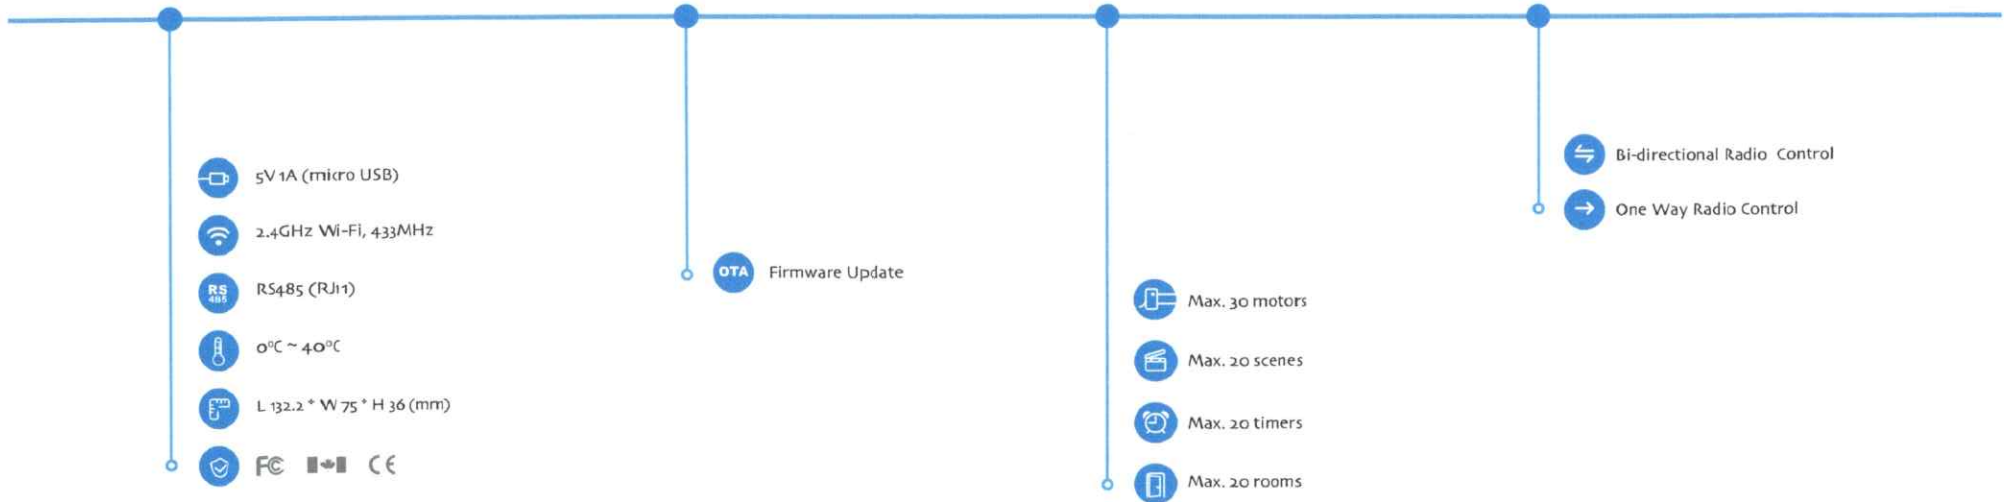 5V 1A (micro USB)
2.4GHz Wi-Fi, 433MHz
RS
485
RS485 (RJ11)
0°C ~ 40°C
L 132.2 * W 75 * H 36 (mm)
FC CE
OTA
Firmware Update
Max. 30 motors
Max. 20 scenes
Max. 20 timers
Max. 20 rooms
Bi-directional Radio Control
One Way Radio Control